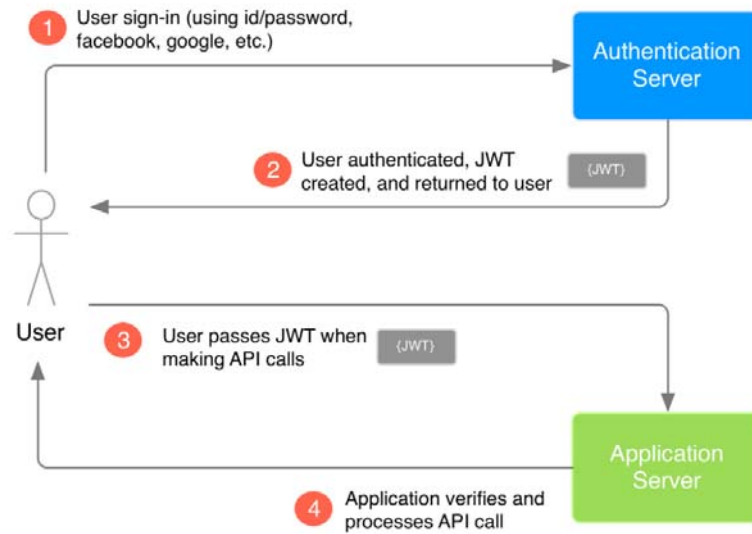 1
User sign-in (using id/password,
facebook, google, etc.)
Authentication
Server
2
User authenticated, JWT
created, and returned to user
{JWT}
User
3
User passes JWT when
making API calls
{JWT}
Application
Server
4
Application verifies and
processes API call